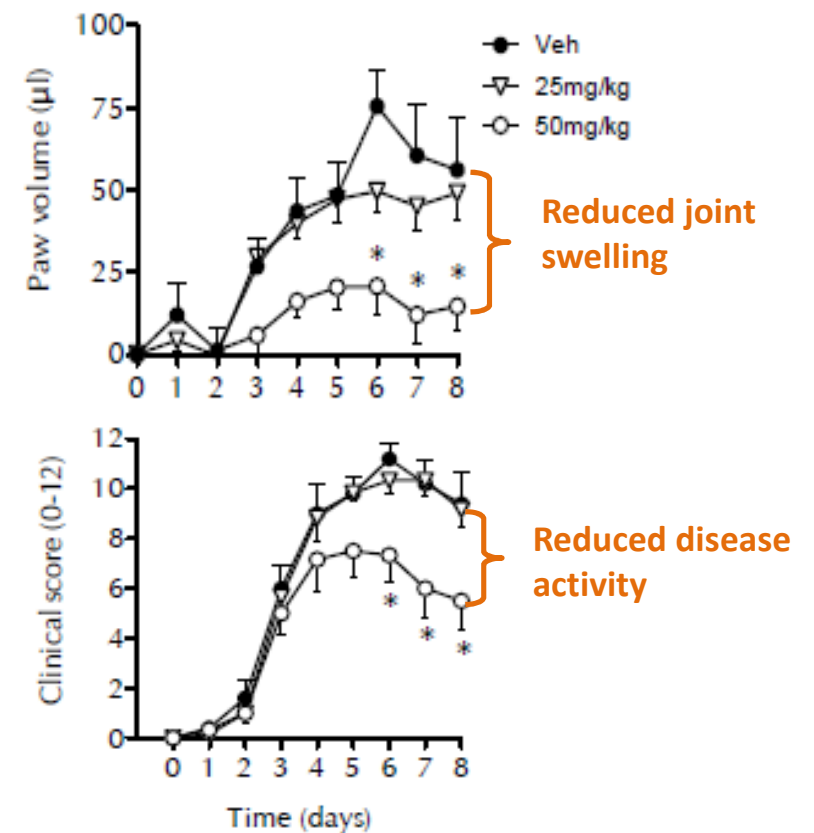 100
75
50
25
0
Paw volume (µl)
Veh
25mg/kg
50mg/kg
* * *
Reduced joint
swelling
0 1 2 3 4 5 6 7 8
12
10
8
6
4
2
0
Clinical score (0-12)
* * *
Reduced disease
activity
0 1 2 3 4 5 6 7 8
Time (days)